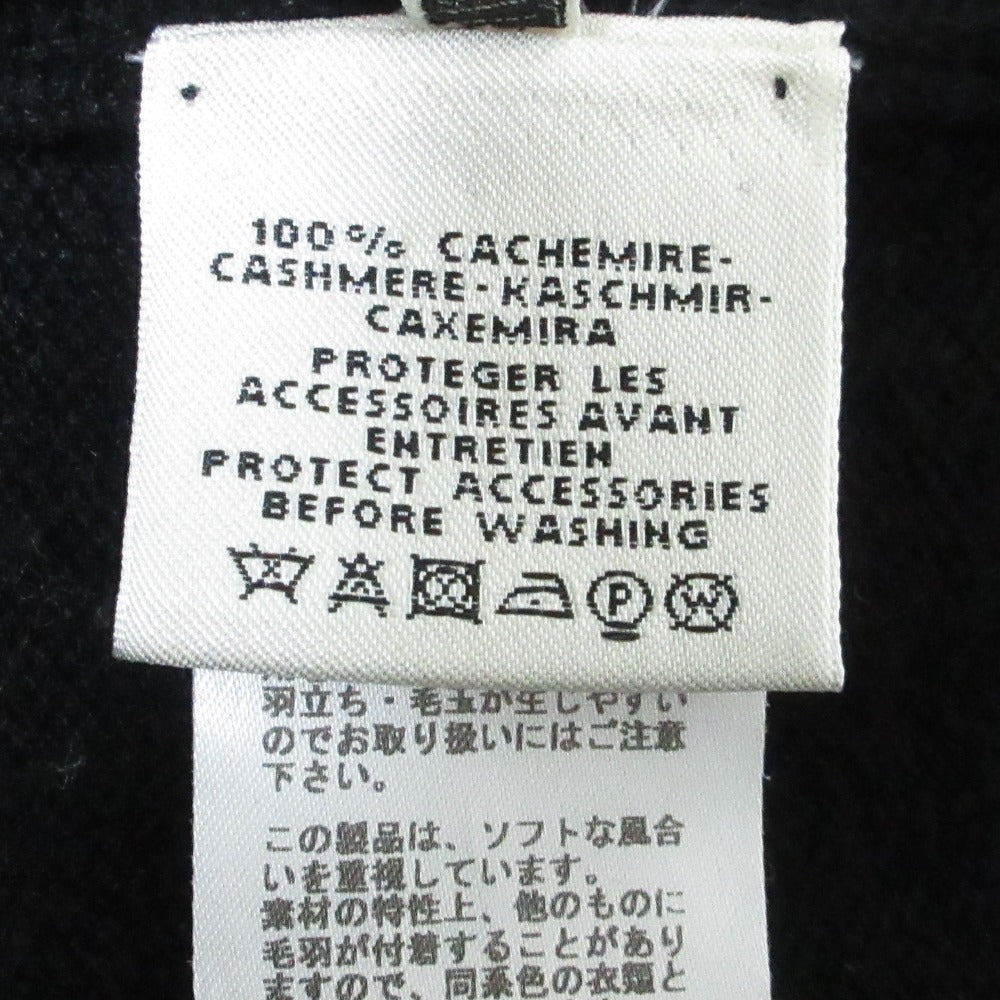 100% CACHEMIRE-
CASHMERE-KASCHMIR-
CAXEMIRA
PROTEGER LES
ACCESSOIRES AVANT
ENTRETIEN
PROTECT ACCESSORIES
BEFORE WASHING
P W
羽立ち・毛玉が生しやすい
のでお取り扱いにはご注意
下さい。
この製品は、ソフトな風合
いを重視しています。
素材の特性上、他のものに
毛羽が付着することがあり
ますので、同系色の衣類と